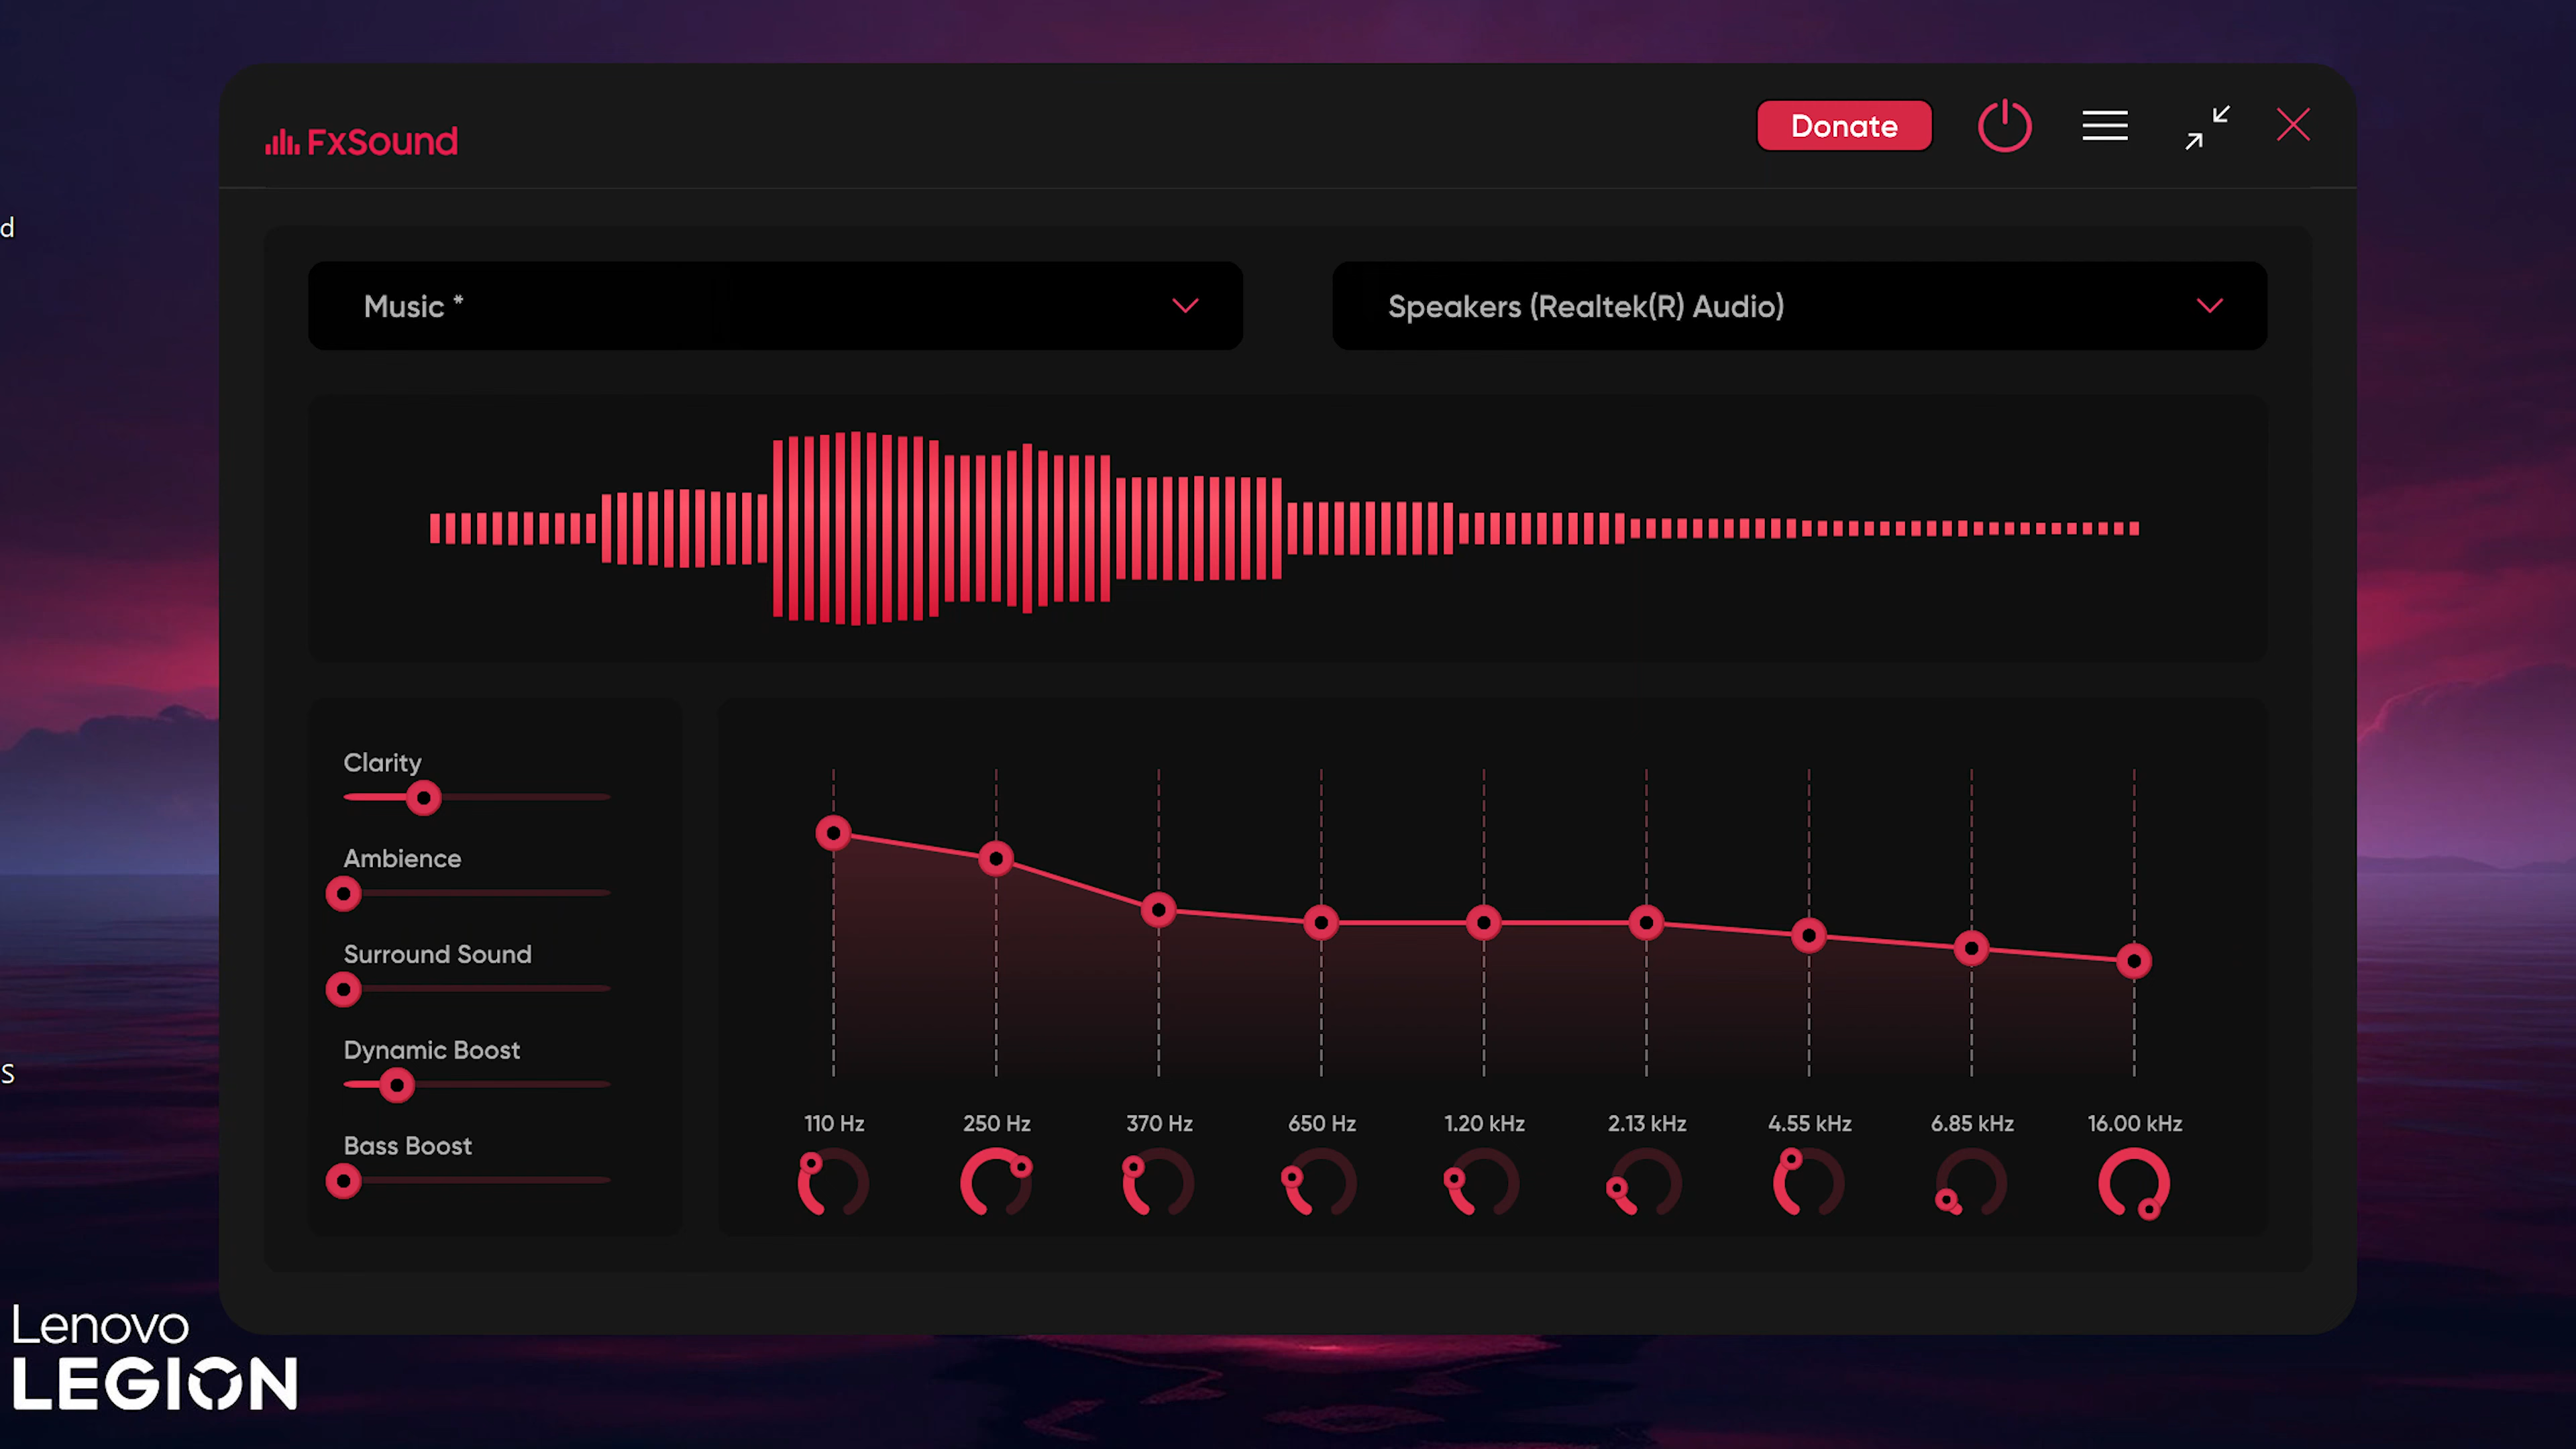 FxSound
Donate
d
Music *
Speakers (Realtek(R) Audio)
Clarity
Ambience
Surround Sound
Dynamic Boost
S
Bass Boost
110 Hz
250 Hz
370 Hz
650 Hz
1.20 kHz
2.13 kHz
4.55 kHz
6.85 kHz
16.00 kHz
Lenovo
LEGION